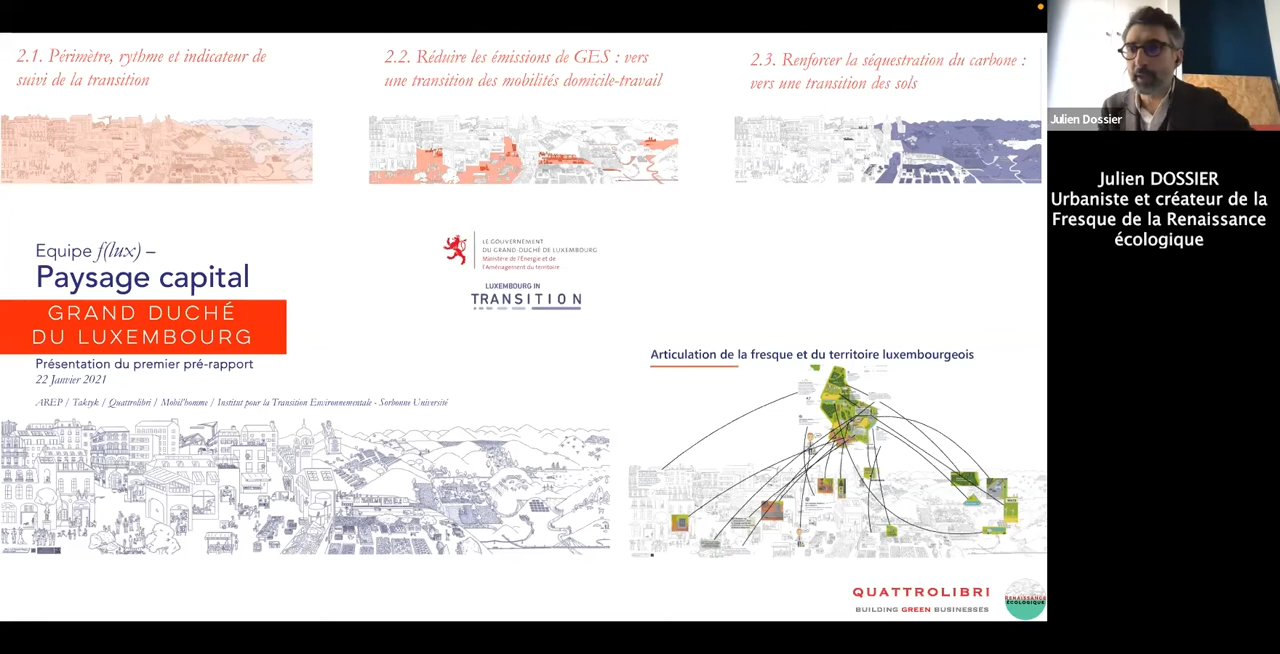 2.1. Périmètre, rythme et indicateur de
suivi de la transition
2.2. Réduire les émissions de GES : vers
une transition des mobilités domicile-travail
2.3. Renforcer la séquestration du carbone :
vers une transition des sols
Julien Dossier
Julien DOSSIER
Urbaniste et créateur de la
Fresque de la Renaissance
écologique
Equipe f(lux) –
Paysage capital
GRAND DUCHÉ
DU LUXEMBOURG
Présentation du premier pré-rapport
22 Janvier 2021
AREP / Taktyk / Quattrolibri / Mobil'homme / Institut pour la Transition Environnementale - Sorbonne Université
LE GOUVERNEMENT
DU GRAND-DUCHÉ DE LUXEMBOURG
Ministère de l'Énergie et de
l'Aménagement du territoire
LUXEMBOURG IN
TRANSITION
Articulation de la fresque et du territoire luxembourgeois
QUATTROLIBRI
BUILDING GREEN BUSINESSES
RENAISSANCE
ÉCOLOGIQUE